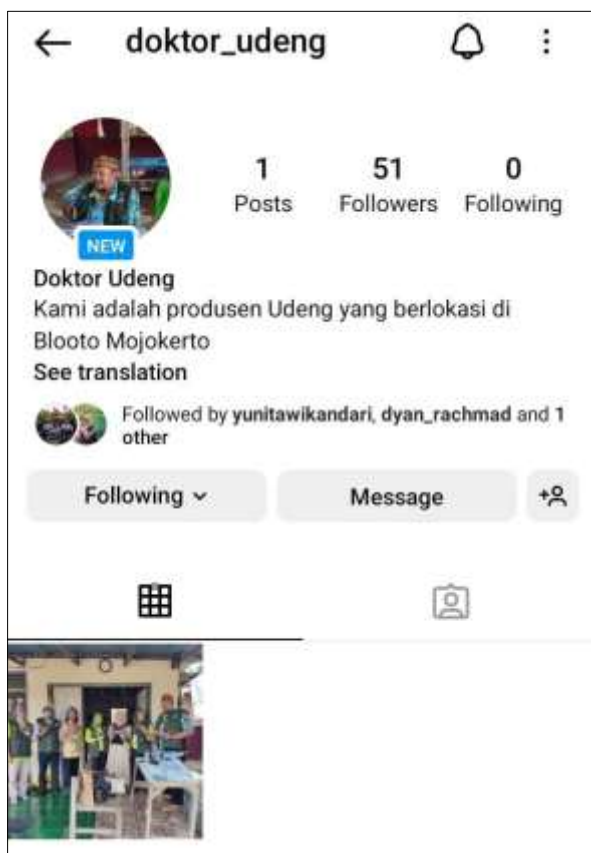 doktor_udeng
1 51 0
Posts Followers Following
NEW
Doktor Udeng
Kami adalah produsen Udeng yang berlokasi di
Blooto Mojokerto
See translation
Followed by yunitawikandari, dyan_rachmad and 1
other
Following Message